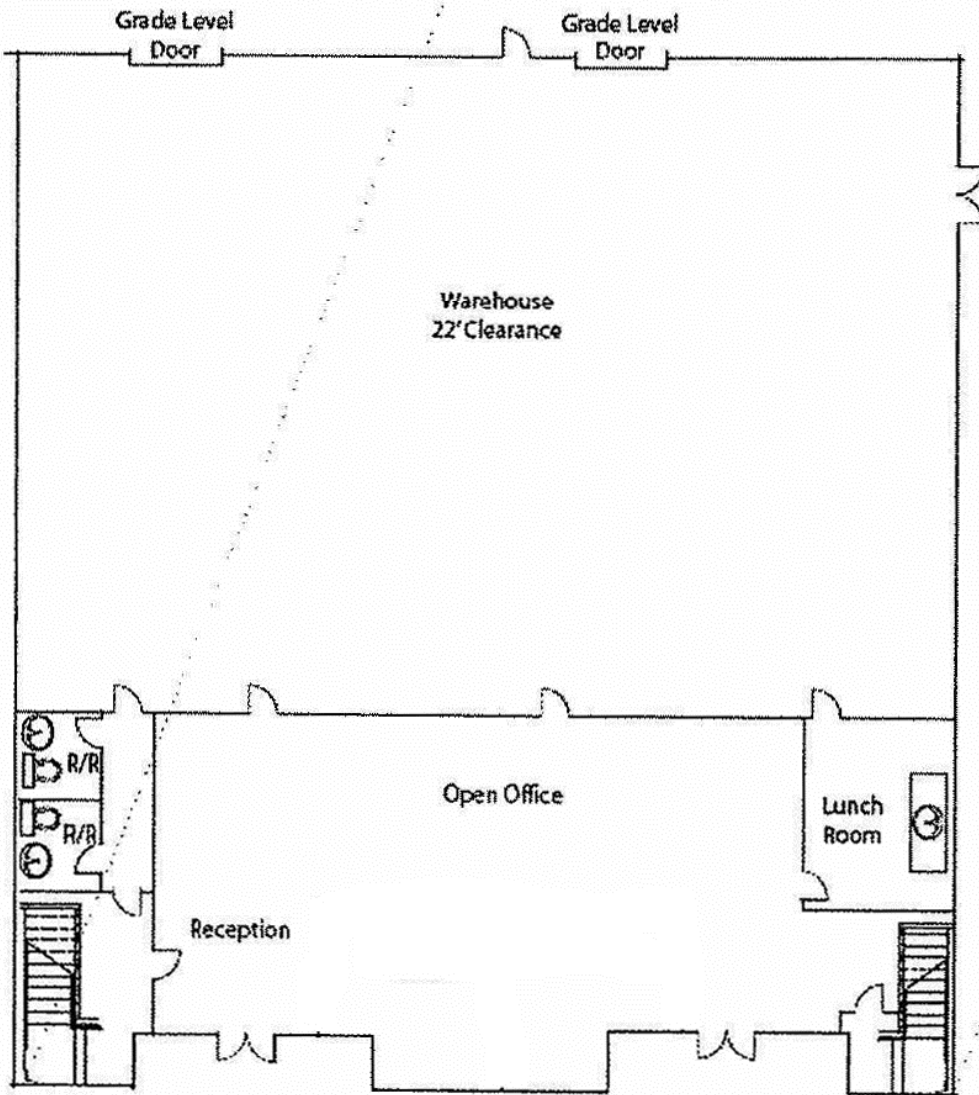 Grade Level
Door
Grade Level
Door
Warehouse
22' Clearance
R/R
R/R
Open Office
Lunch
Room
Reception